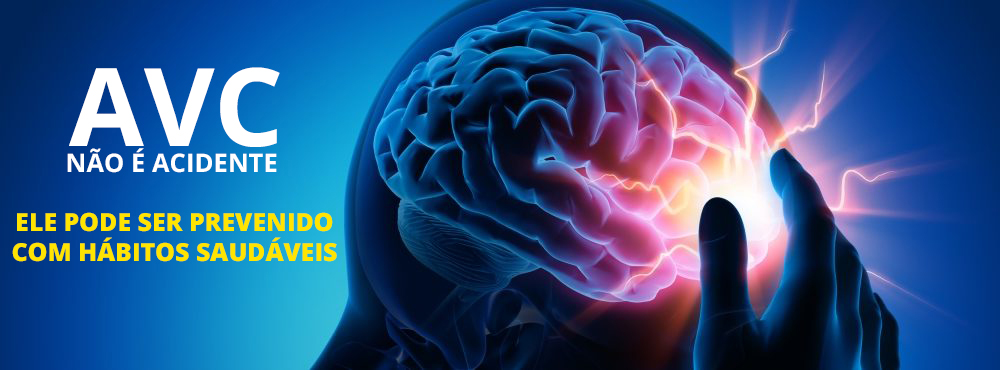 AVC
NÃO É ACIDENTE
ELE PODE SER PREVENIDO
COM HÁBITOS SAUDÁVEIS